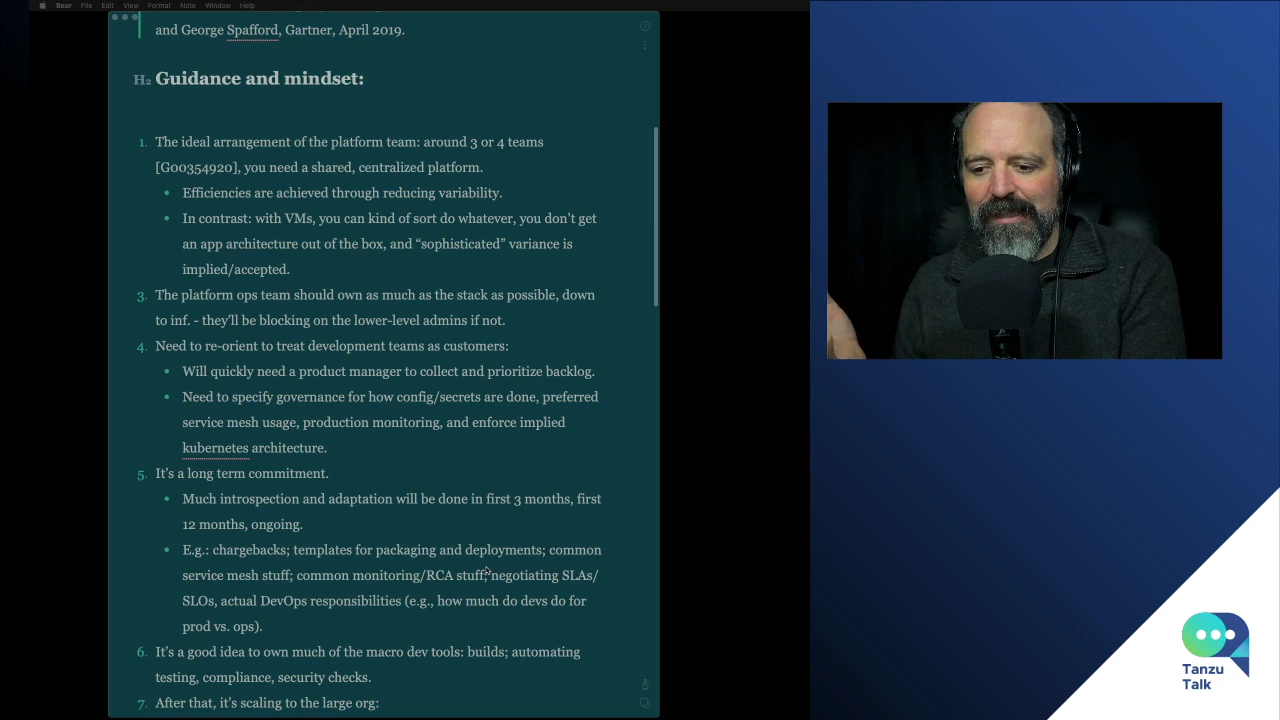 Bear File Edit View Format Note Window Help
and George Spafford, Gartner, April 2019.
H2 Guidance and mindset:
1. The ideal arrangement of the platform team: around 3 or 4 teams
[G00354920], you need a shared, centralized platform.
• Efficiencies are achieved through reducing variability.
• In contrast: with VMs, you can kind of sort do whatever, you don't get
an app architecture out of the box, and “sophisticated” variance is
implied/accepted.
3. The platform ops team should own as much as the stack as possible, down
to inf. - they'll be blocking on the lower-level admins if not.
4. Need to re-orient to treat development teams as customers:
• Will quickly need a product manager to collect and prioritize backlog.
• Need to specify governance for how config/secrets are done, preferred
service mesh usage, production monitoring, and enforce implied
kubernetes architecture.
5. It's a long term commitment.
• Much introspection and adaptation will be done in first 3 months, first
12 months, ongoing.
• E.g.: chargebacks; templates for packaging and deployments; common
service mesh stuff; common monitoring/RCA stuff; negotiating SLAs/
SLOs, actual DevOps responsibilities (e.g., how much do devs do for
prod vs. ops).
6. It's a good idea to own much of the macro dev tools: builds; automating
testing, compliance, security checks.
7. After that, it's scaling to the large org:
Tanzu
Talk